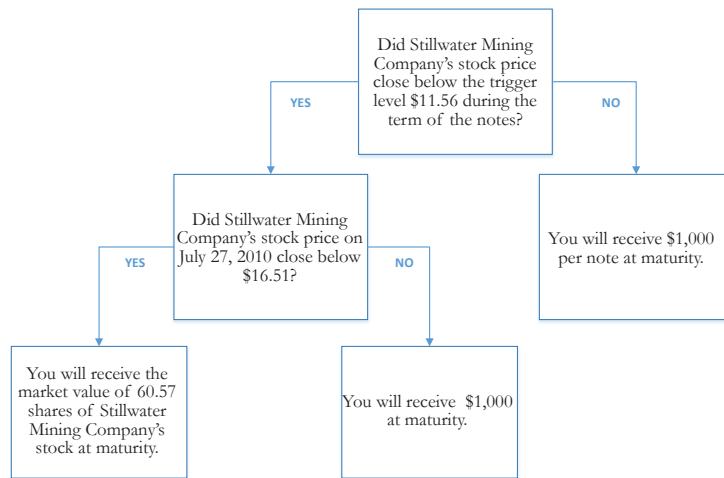 Did Stillwater Mining
Company's stock price
close below the trigger
level $11.56 during the
term of the notes?
YES
NO
Did Stillwater Mining
Company's stock price on
July 27, 2010 close below
$16.51?
You will receive $1,000
per note at maturity.
YES
NO
You will receive the
market value of 60.57
shares of Stillwater
Mining Company's
stock at maturity.
You will receive $1,000
at maturity.